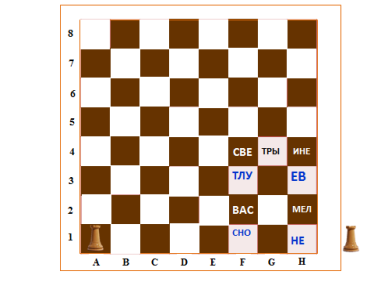 8
7
6
5
4 СВЕ ТРЫ ИНЕ
3 ТЛУ ЕВ
2 ВАС МЕЛ
1 СНО НЕ
A B C D E F G H